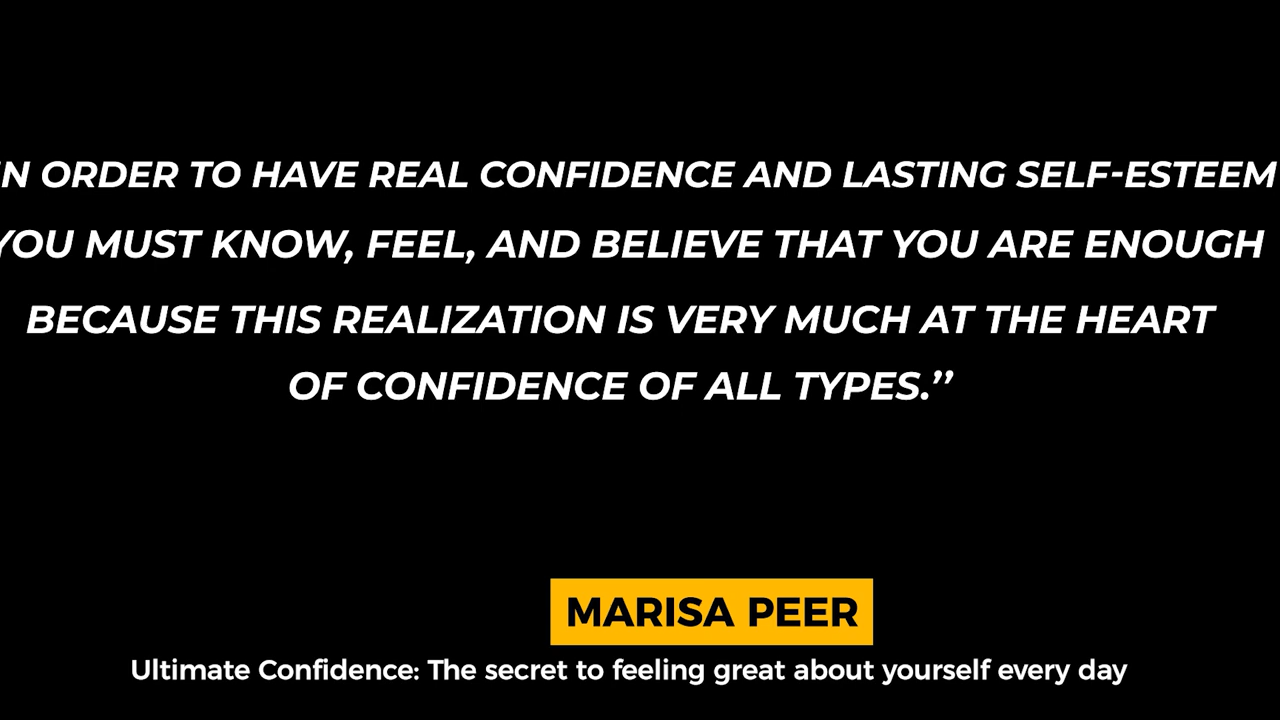 IN ORDER TO HAVE REAL CONFIDENCE AND LASTING SELF-ESTEEM
YOU MUST KNOW, FEEL, AND BELIEVE THAT YOU ARE ENOUGH
BECAUSE THIS REALIZATION IS VERY MUCH AT THE HEART
OF CONFIDENCE OF ALL TYPES.’’
MARISA PEER
Ultimate Confidence: The secret to feeling great about yourself every day